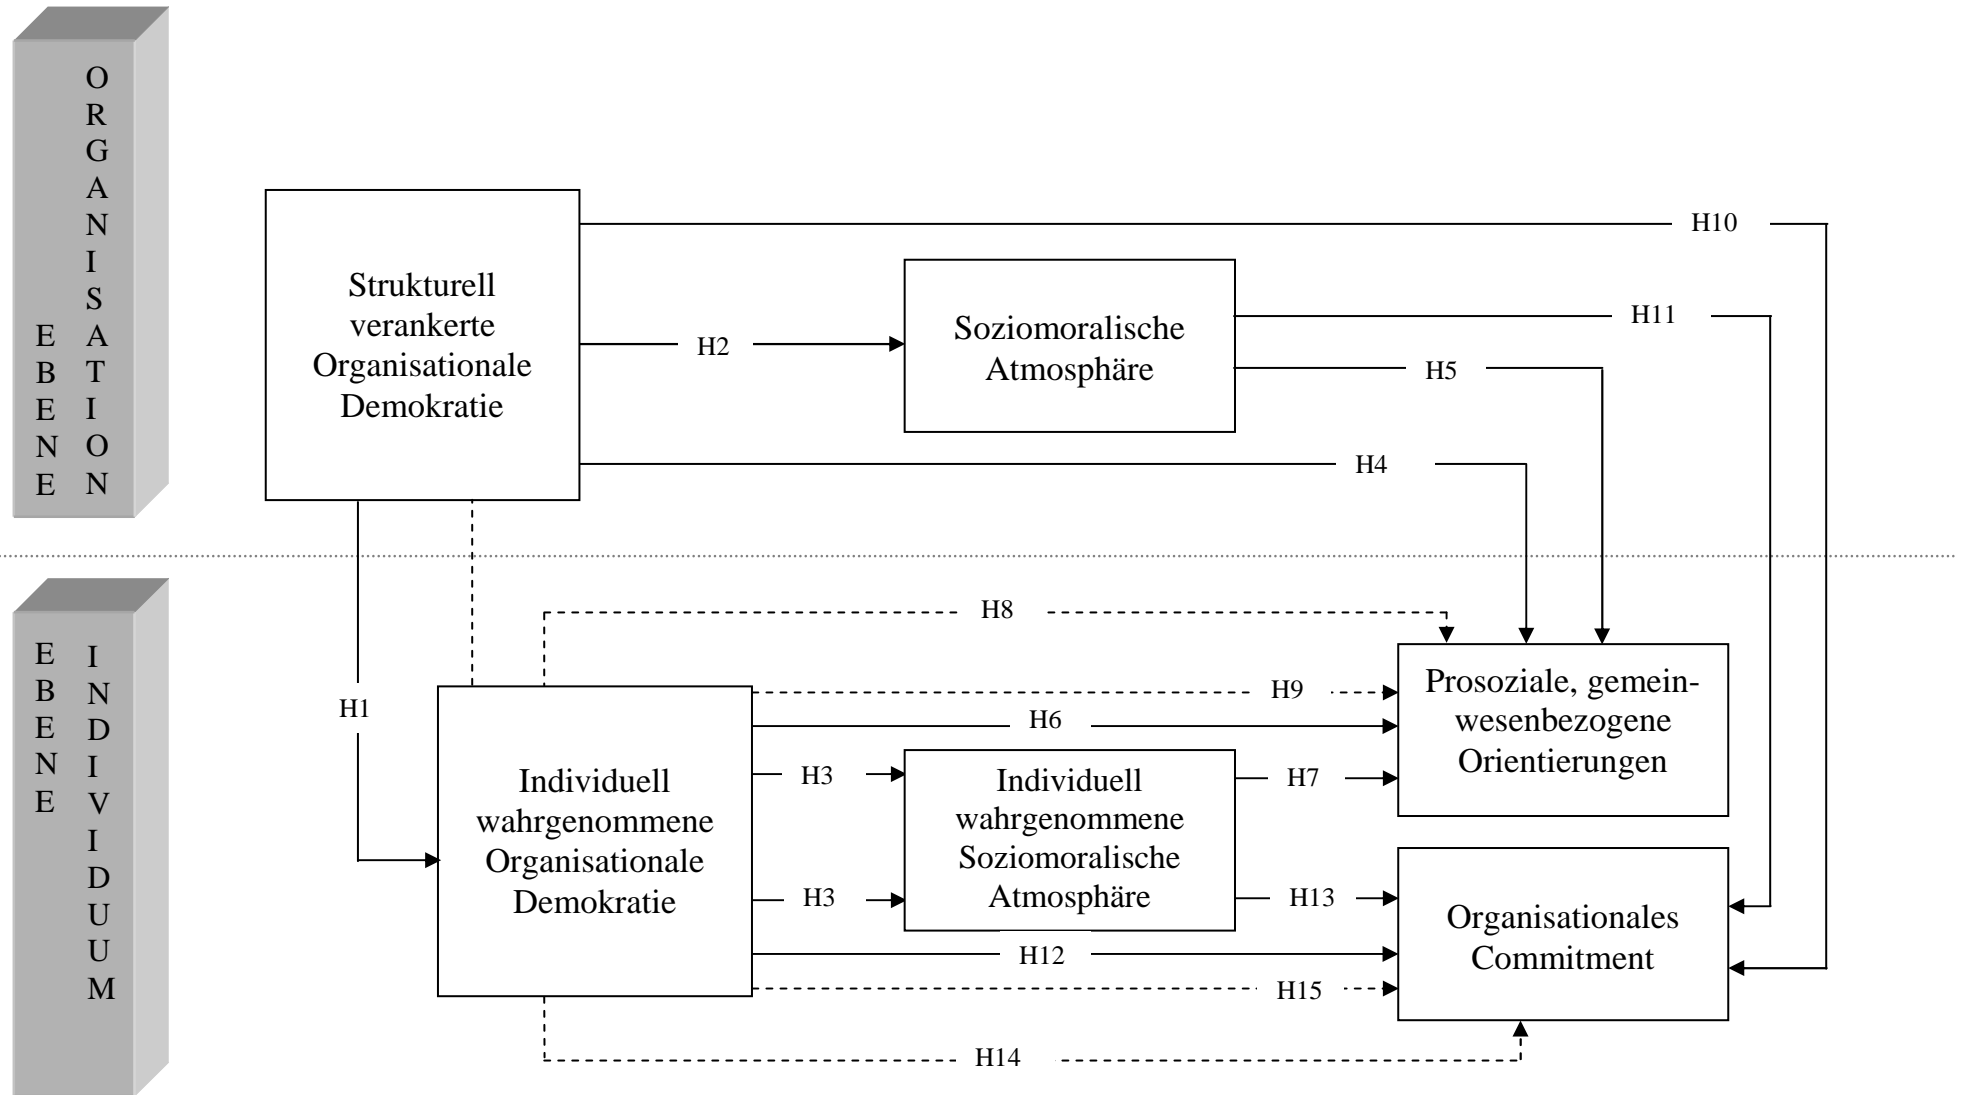 ORGANISATION
EBENE
H10
Strukturell
verankerte
Organisationale
Demokratie
H2
Soziomoralische
Atmosphäre
H11
H5
H4
INDIVIDUUM
EBENE
H1
H8
H9
H6
H3
H3
H12
H15
H14
Individuell
wahrgenommene
Organisationale
Demokratie
Individuell
wahrgenommene
Soziomoralische
Atmosphäre
H7
H13
Prosoziale, gemein-
wesenbezogene
Orientierungen
Organisationales
Commitment